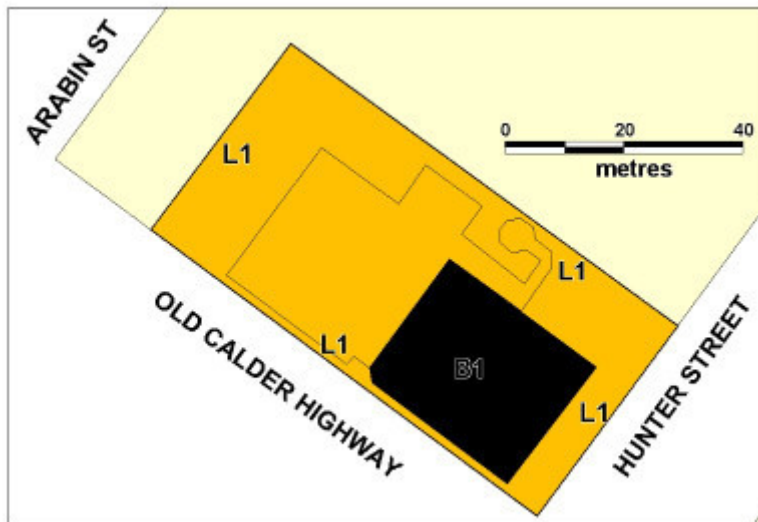 ARABIN ST
L1
0 20 40
metres
L1
OLD CALDER HIGHWAY
L1
B1
L1
HUNTER STREET